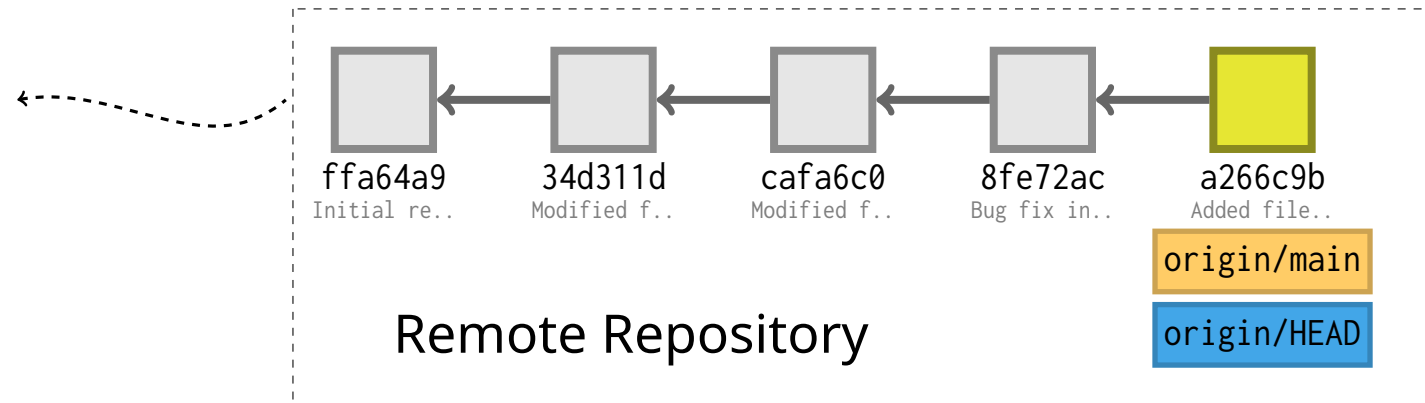 ffa64a9 34d311d cafa6c0 8fe72ac a266c9b
Initial re.. Modified f.. Modified f.. Bug fix in.. Added file..
origin/main
Remote Repository
origin/HEAD